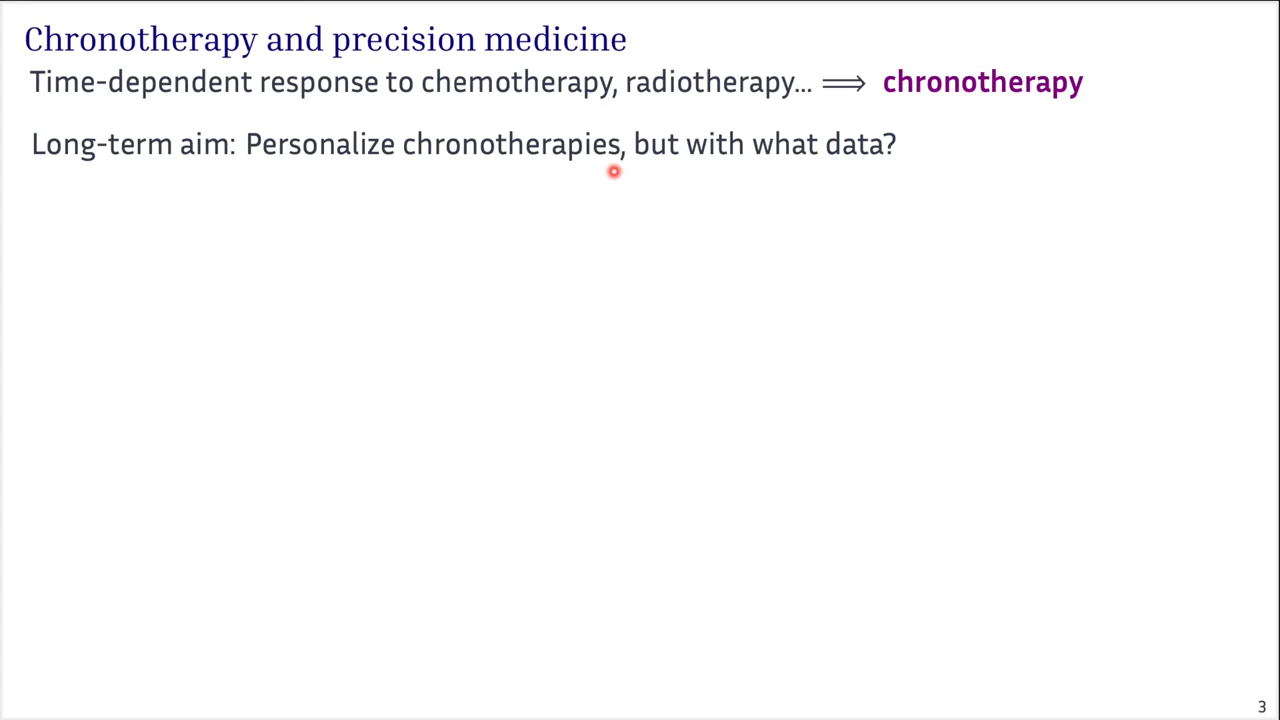 Chronotherapy and precision medicine
Time-dependent response to chemotherapy, radiotherapy... ⟹ chronotherapy
Long-term aim: Personalize chronotherapies, but with what data?
3